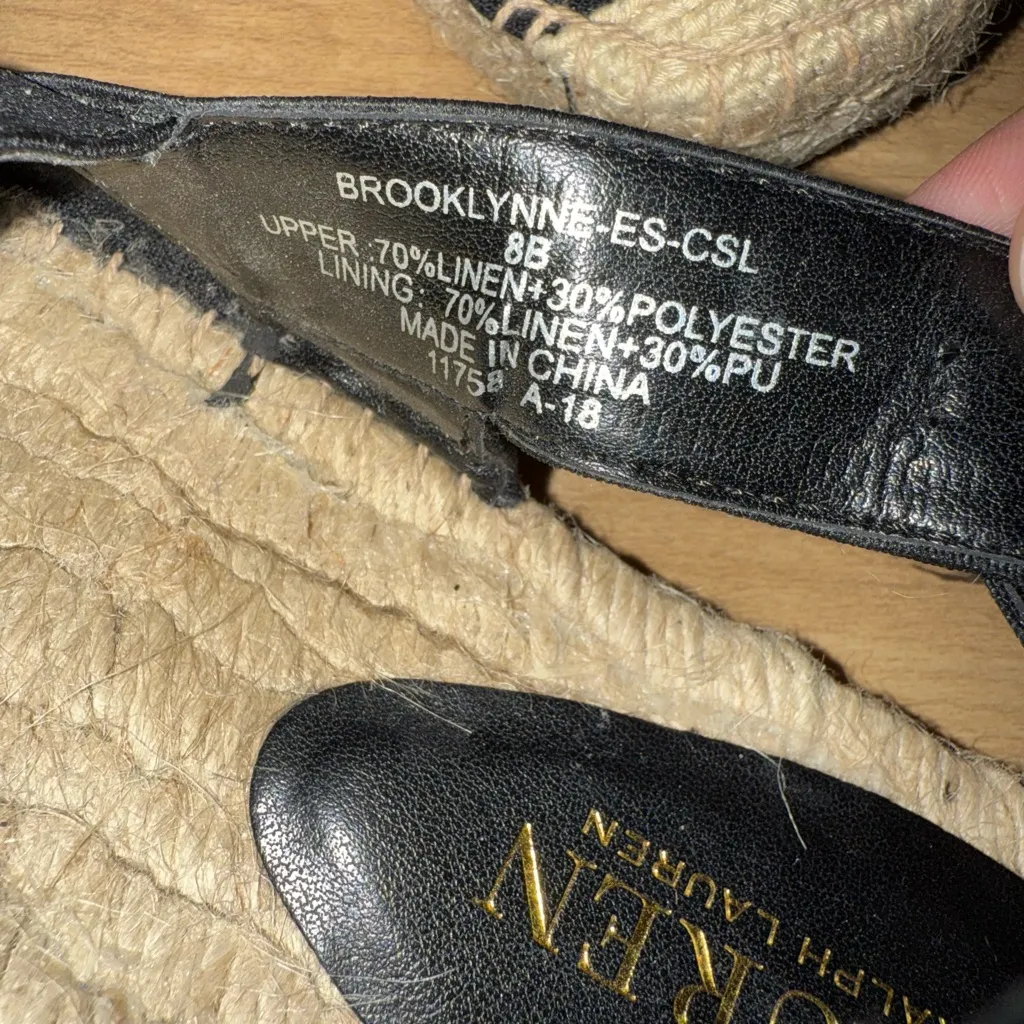 BROOKLYNNE-ES-CSL
8B
UPPER :70%LINEN+30%POLYESTER
LINING: 70%LINEN+30%PU
MADE IN CHINA
11758 A-18
OREN
RALPH LAUREN